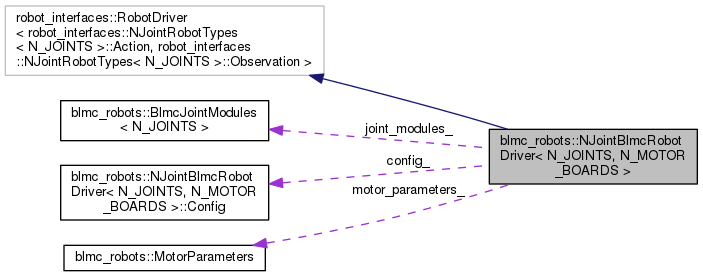 robot_interfaces::RobotDriver
< robot_interfaces::NJointRobotTypes
< N_JOINTS >::Action, robot_interfaces
::NJointRobotTypes< N_JOINTS >::Observation >
blmc_robots::BlmcJointModules
< N_JOINTS >
joint_modules_
blmc_robots::NJointBlmcRobot
Driver< N_JOINTS, N_MOTOR
_BOARDS >
config_
blmc_robots::NJointBlmcRobot
Driver< N_JOINTS, N_MOTOR
_BOARDS >::Config
motor_parameters_
blmc_robots::MotorParameters